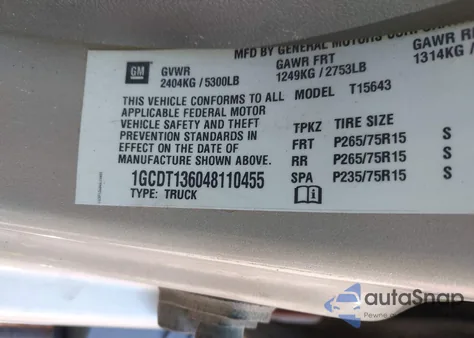 MFD BY GENERAL MOTORS CORPORA
GM GVWR GAWR FRT GAWR R
2404KG / 5300LB 1249KG / 2753LB 1314KG
THIS VEHICLE CONFORMS TO ALL MODEL T15643
APPLICABLE FEDERAL MOTOR
VEHICLE SAFETY AND THEFT TPKZ TIRE SIZE
PREVENTION STANDARDS IN FRT P265/75R15 S
EFFECT ON THE DATE OF RR P265/75R15 S
MANUFACTURE SHOWN ABOVE. SPA P235/75R15 S
1GCDT136048110455
TYPE: TRUCK
autoSnap